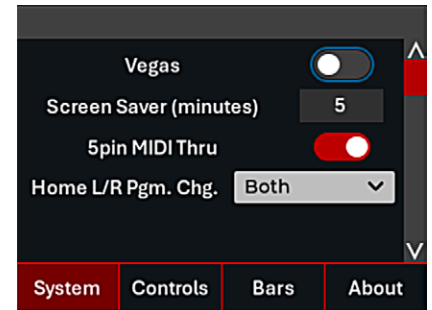 Vegas
Screen Saver (minutes) 5
5pin MIDI Thru
Home L/R Pgm. Chg. Both
System Controls Bars About